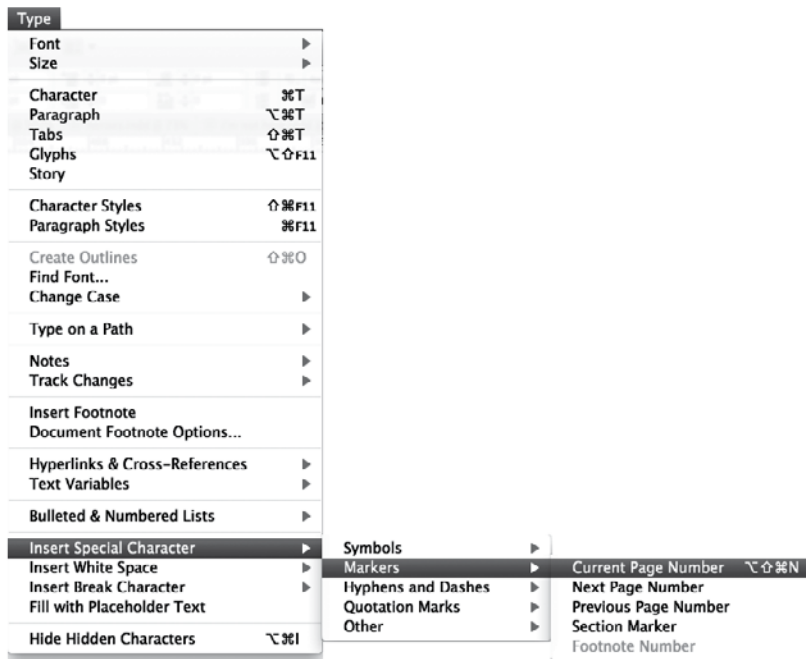 Type
Font
Size
Character ⌘T
Paragraph ⌥⌘T
Tabs ⇧⌘T
Glyphs ⌥⇧F11
Story
Character Styles ⇧⌘F11
Paragraph Styles ⌘F11
Create Outlines ⇧⌘O
Find Font...
Change Case
Type on a Path
Notes
Track Changes
Insert Footnote
Document Footnote Options...
Hyperlinks & Cross-References
Text Variables
Bulleted & Numbered Lists
Insert Special Character
Insert White Space
Insert Break Character
Fill with Placeholder Text
Hide Hidden Characters ⌥⌘I
Symbols
Markers
Hyphens and Dashes
Quotation Marks
Other
Current Page Number ⌥⇧⌘N
Next Page Number
Previous Page Number
Section Marker
Footnote Number